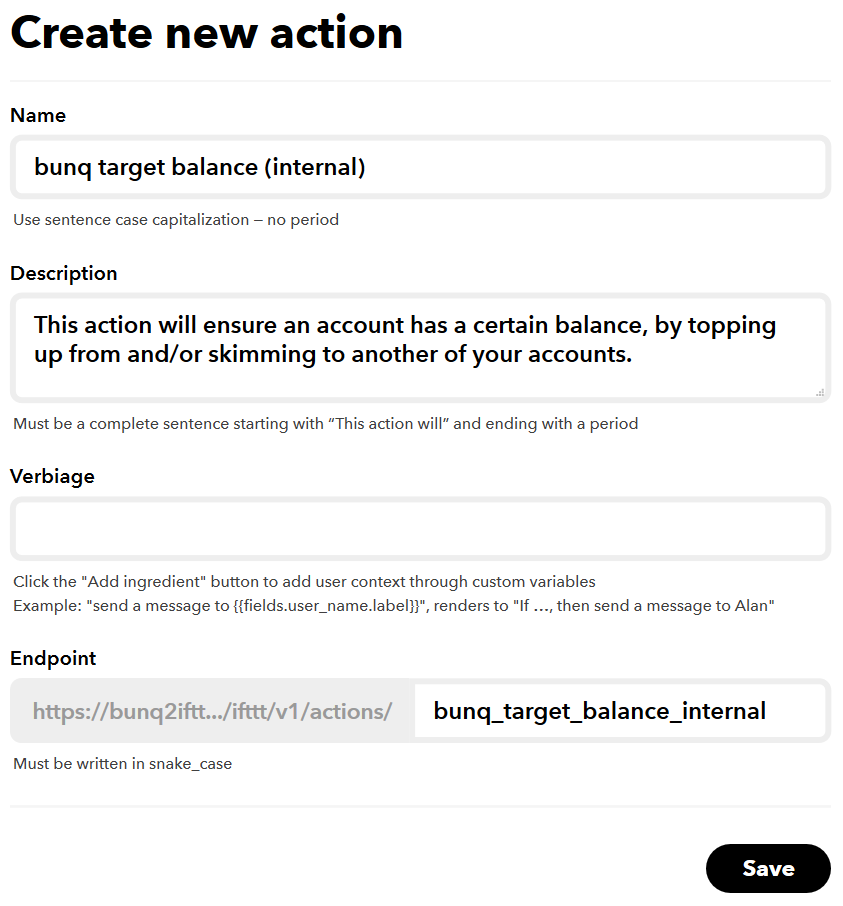 Create new action
Name
bunq target balance (internal)
Use sentence case capitalization – no period
Description
This action will ensure an account has a certain balance, by topping
up from and/or skimming to another of your accounts.
Must be a complete sentence starting with “This action will” and ending with a period
Verbiage
Click the "Add ingredient" button to add user context through custom variables
Example: "send a message to {{fields.user_name.label}}", renders to "If …, then send a message to Alan"
Endpoint
https://bunq2iftt.../ifttt/v1/actions/ bunq_target_balance_internal
Must be written in snake_case
Save